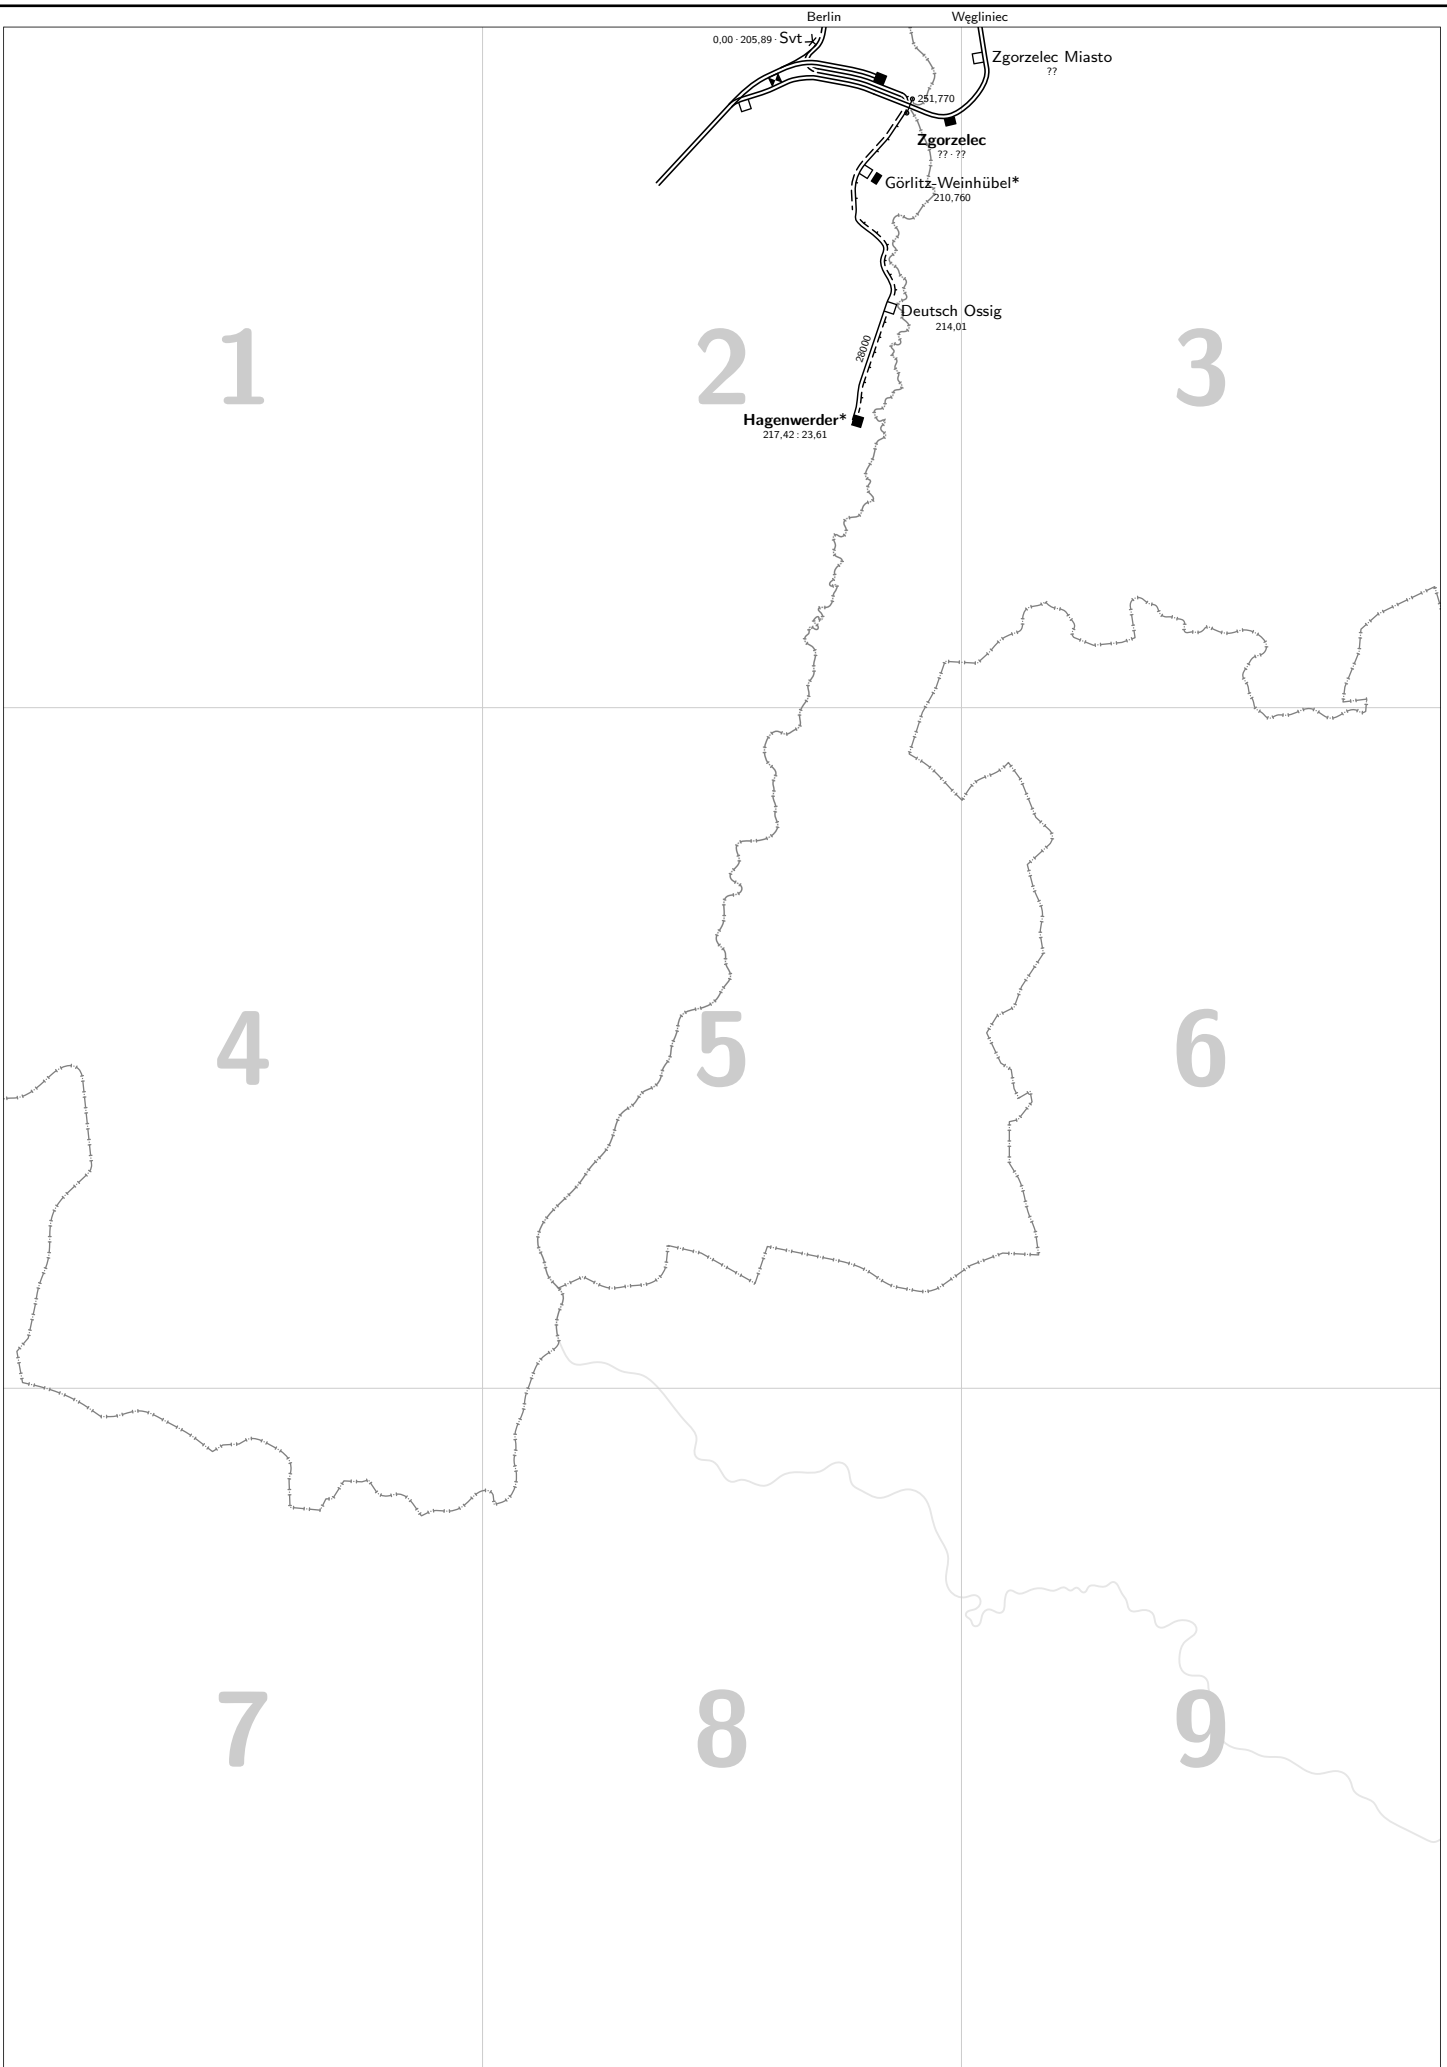 Berlin
Węgliniec
0,00 · 205,89 · Svt
Zgorzelec Miasto
??
251,770
Zgorzelec
?? · ??
Görlitz-Weinhübel*
210,760
Deutsch Ossig
214,01
28000
1
2
3
Hagenwerder*
217,42 : 23,61
4
5
6
7
8
9